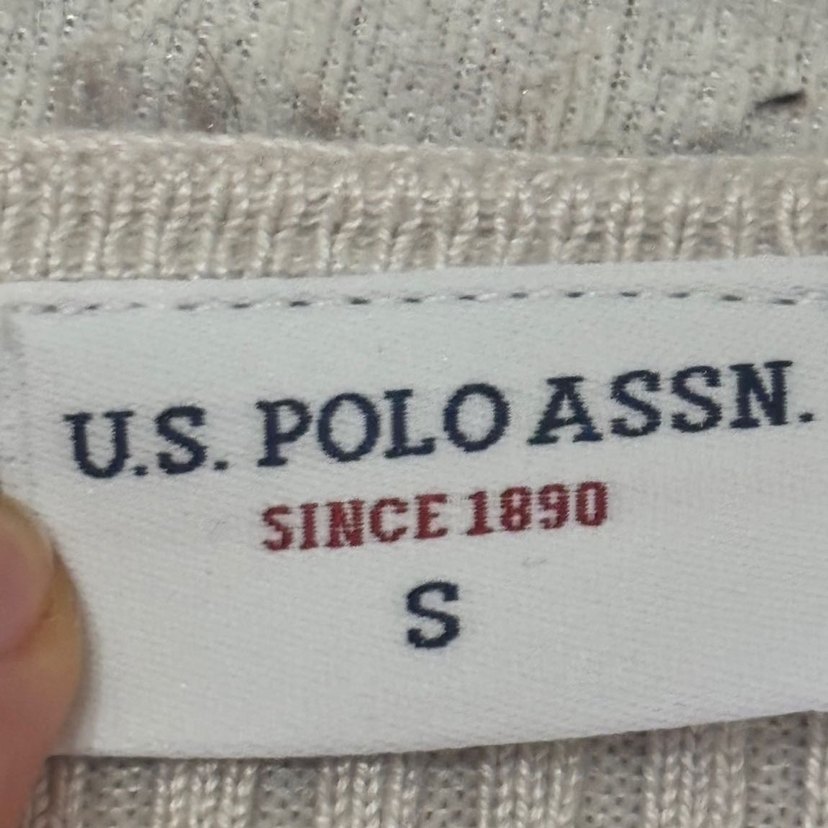 U.S. POLO ASSN.
SINCE 1890
S